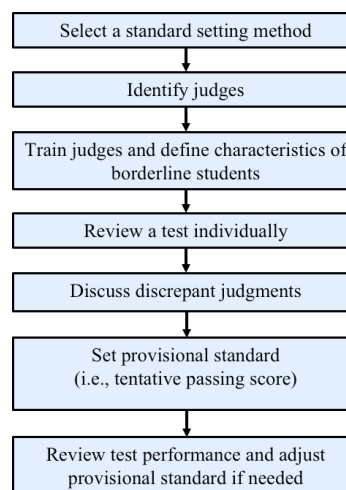 Select a standard setting method
Identify judges
Train judges and define characteristics of
borderline students
Review a test individually
Discuss discrepant judgments
Set provisional standard
(i.e., tentative passing score)
Review test performance and adjust
provisional standard if needed